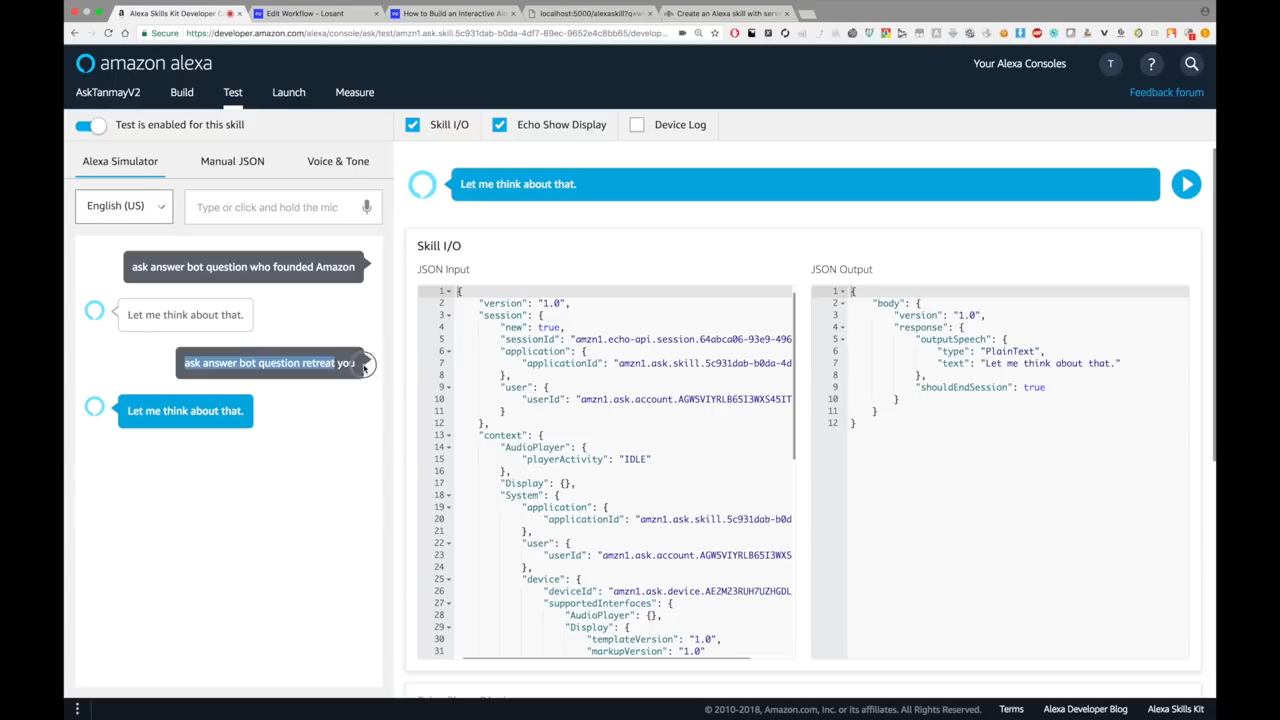 Alexa Skills Kit Developer C
Edit Workflow - Losant
How to Build an Interactive Al
localhost:5000/alexaskill?q=w
Create an Alexa skill with serv
Secure
https://developer.amazon.com/alexa/console/ask/test/amzn1.ask.skill.5c931dab-b0da-4df7-89ec-9652e4c8bb65/develop...
amazon alexa
Your Alexa Consoles
T
?
AskTanmayV2
Build
Test
Launch
Measure
Feedback forum
Test is enabled for this skill
Skill I/O
Echo Show Display
Device Log
Alexa Simulator
Manual JSON
Voice & Tone
English (US)
Type or click and hold the mic
ask answer bot question who founded Amazon
Let me think about that.
ask answer bot question retreat you
Let me think about that.
Let me think about that.
Skill I/O
JSON Input
1 {
2 "version": "1.0",
3 "session": {
4 "new": true,
5 "sessionId": "amzn1.echo-api.session.64abca06-93e9-496
6 "application": {
7 "applicationId": "amzn1.ask.skill.5c931dab-b0da-4d
8 },
9 "user": {
10 "userId": "amzn1.ask.account.AGW5VIYRLB65I3WXS45IT
11 }
12 },
13 "context": {
14 "AudioPlayer": {
15 "playerActivity": "IDLE"
16 },
17 "Display": {},
18 "System": {
19 "application": {
20 "applicationId": "amzn1.ask.skill.5c931dab-b0d
21 },
22 "user": {
23 "userId": "amzn1.ask.account.AGW5VIYRLB65I3WXS
24 },
25 "device": {
26 "deviceId": "amzn1.ask.device.AE2M23RUH7UZHGDL
27 "supportedInterfaces": {
28 "AudioPlayer": {},
29 "Display": {
30 "templateVersion": "1.0",
31 "markupVersion": "1.0"
JSON Output
1 {
2 "body": {
3 "version": "1.0",
4 "response": {
5 "outputSpeech": {
6 "type": "PlainText",
7 "text": "Let me think about that."
8 },
9 "shouldEndSession": true
10 }
11 }
12 }
© 2010-2018, Amazon.com, Inc. or its affiliates. All Rights Reserved.
Terms
Alexa Developer Blog
Alexa Skills Kit